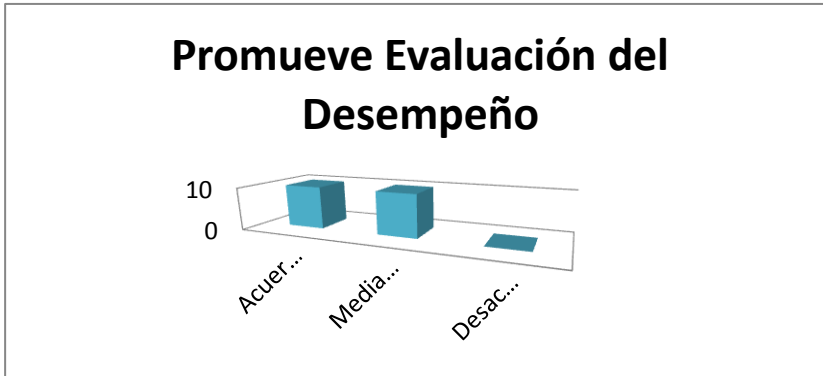 Promueve Evaluación del
Desempeño
10
0
Acuer...
Media...
Desac...